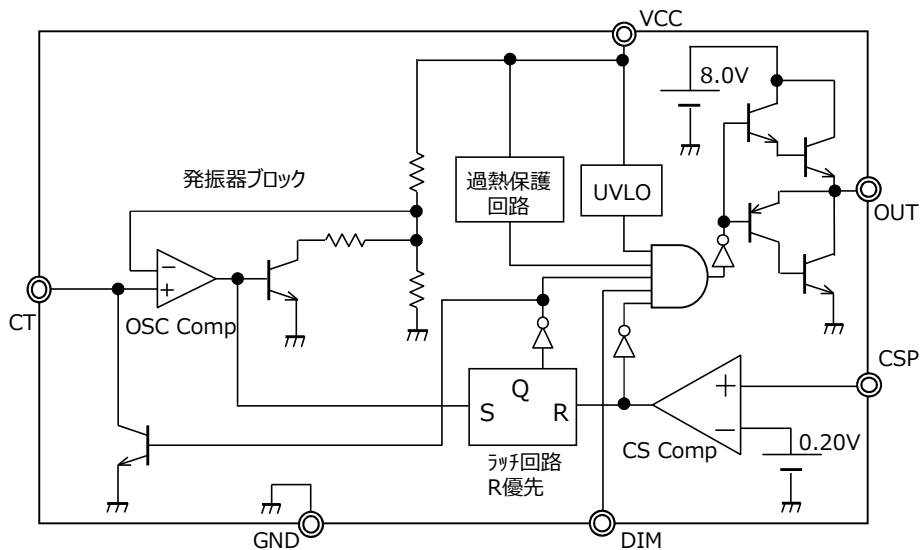 VCC
8.0V
発振器ブロック
過熱保護
回路
UVLO
OUT
CT
OSC Comp
CSP
Q
S
R
CS Comp
0.20V
ﾗｯﾁ回路
R優先
GND
DIM